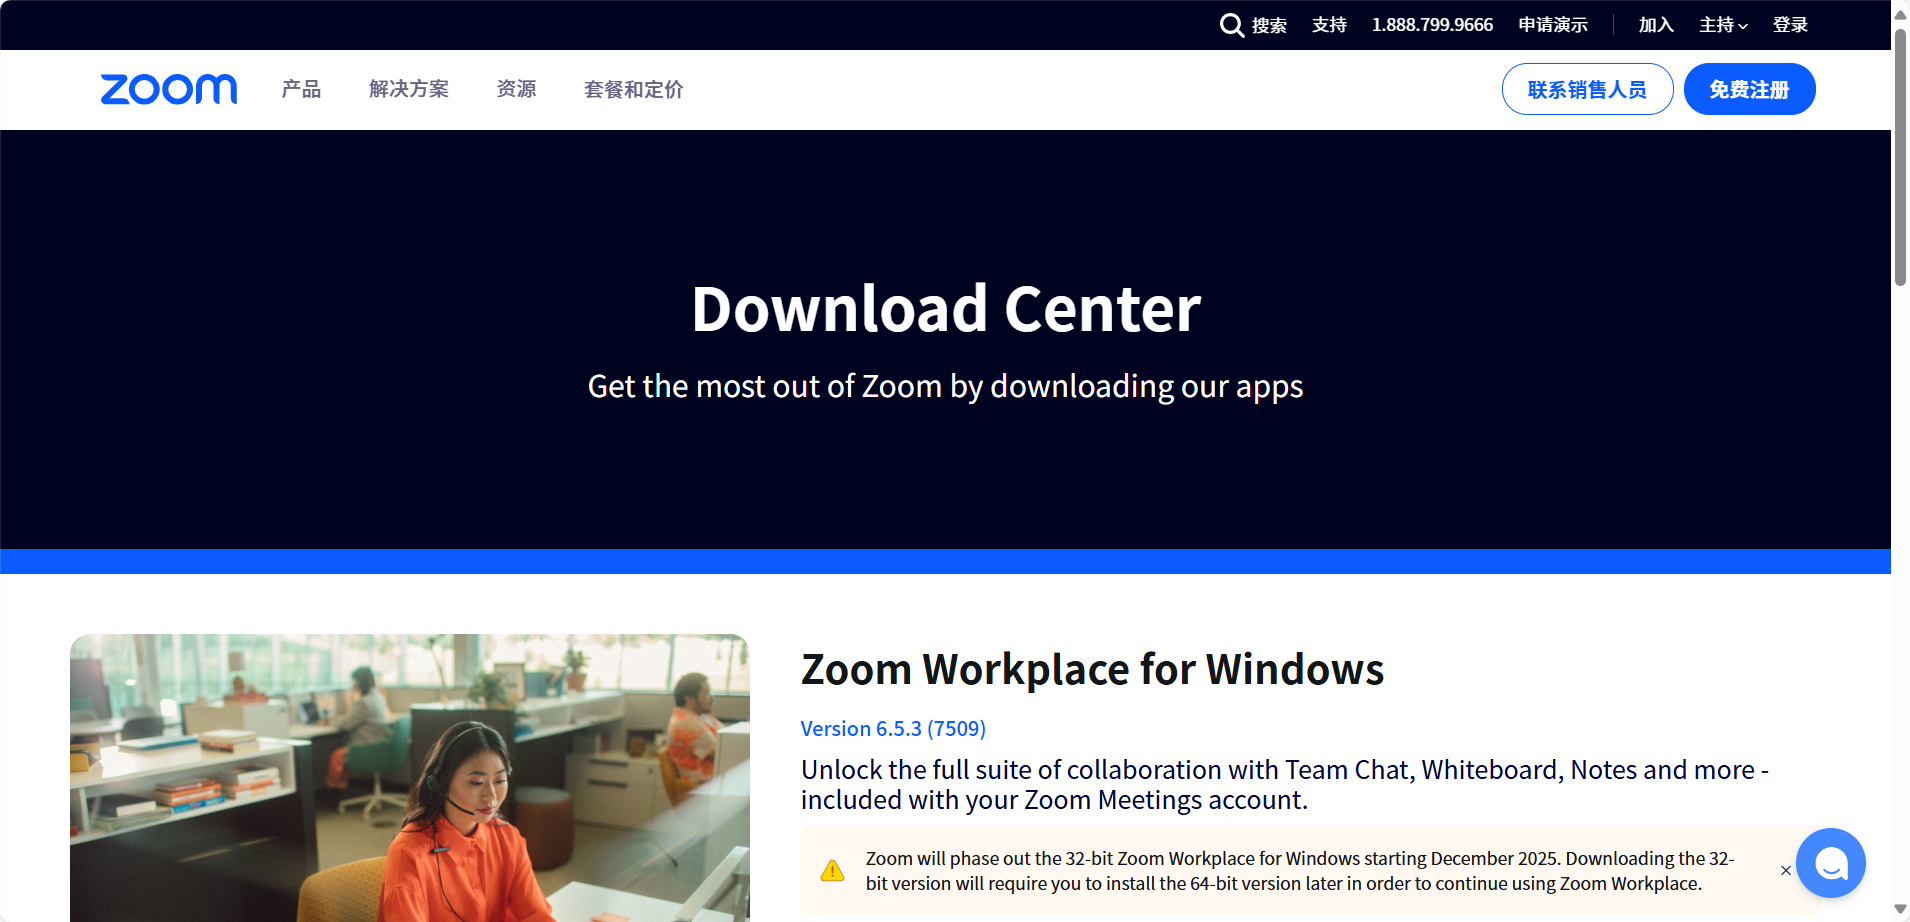 搜索 支持 1.888.799.9666 申请演示 加入 主持 登录
zoom 产品 解决方案 资源 套餐和定价 联系销售人员 免费注册
Download Center
Get the most out of Zoom by downloading our apps
Zoom Workplace for Windows
Version 6.5.3 (7509)
Unlock the full suite of collaboration with Team Chat, Whiteboard, Notes and more -
included with your Zoom Meetings account.
Zoom will phase out the 32-bit Zoom Workplace for Windows starting December 2025. Downloading the 32-
bit version will require you to install the 64-bit version later in order to continue using Zoom Workplace.